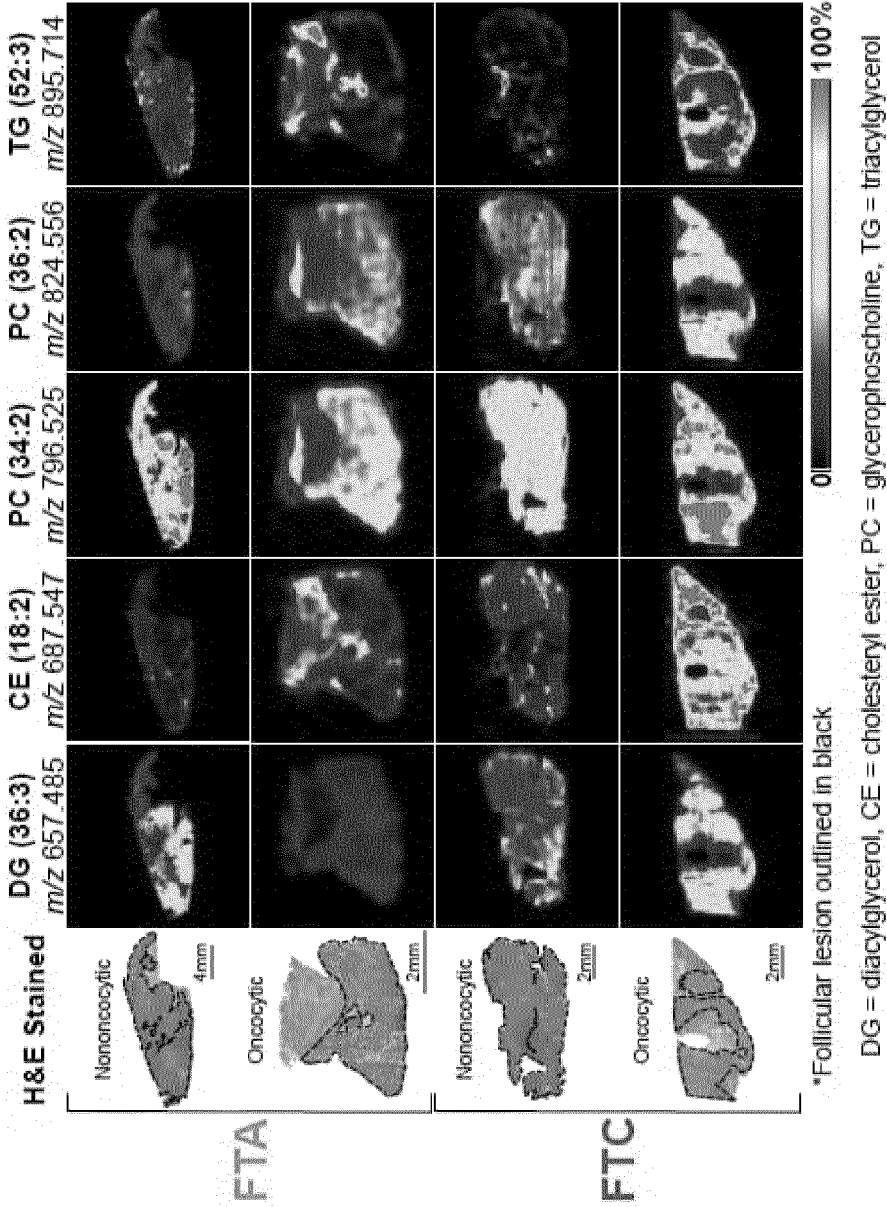 H&E Stained
DG (36:3)
m/z 657.485
CE (18:2)
m/z 687.547
PC (34:2)
m/z 796.525
PC (36:2)
m/z 824.556
TG (52:3)
m/z 895.714
FTA
Nononcocytic
4mm
Oncocytic
2mm
FTC
Nononcocytic
2mm
Oncocytic
2mm
*Follicular lesion outlined in black
0 100%
DG = diacylglycerol, CE = cholesteryl ester, PC = glycerophoscholine, TG = triacylglycerol